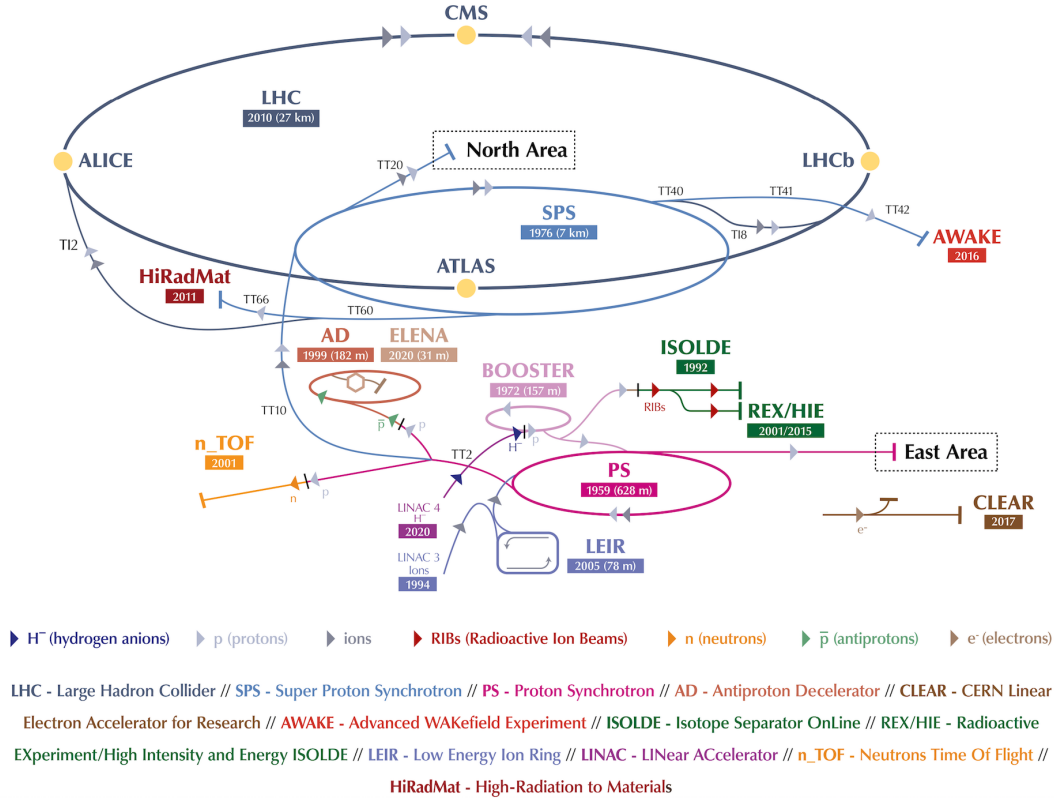 CMS
LHC
2010 (27 km)
North Area
TT20
ALICE
LHCb
TT40
TT41
TT42
SPS
1976 (7 km)
TI8
TI2
AWAKE
2016
ATLAS
HiRadMat
2011
TT66
TT60
AD
1999 (182 m)
ELENA
2020 (31 m)
ISOLDE
1992
BOOSTER
1972 (157 m)
RIBs
REX/HIE
2001/2015
TT10
p̅
p
H⁻
p
n_TOF
2001
TT2
East Area
PS
1959 (628 m)
n
p
LINAC 4
H⁻
2020
CLEAR
2017
e⁻
LEIR
2005 (78 m)
LINAC 3
Ions
1994
H⁻ (hydrogen anions) p (protons) ions RIBs (Radioactive Ion Beams) n (neutrons) p̅ (antiprotons) e⁻ (electrons)
LHC - Large Hadron Collider // SPS - Super Proton Synchrotron // PS - Proton Synchrotron // AD - Antiproton Decelerator // CLEAR - CERN Linear
Electron Accelerator for Research // AWAKE - Advanced WAKefield Experiment // ISOLDE - Isotope Separator OnLine // REX/HIE - Radioactive
EXperiment/High Intensity and Energy ISOLDE // LEIR - Low Energy Ion Ring // LINAC - LINear ACcelerator // n_TOF - Neutrons Time Of Flight //
HiRadMat - High-Radiation to Materials